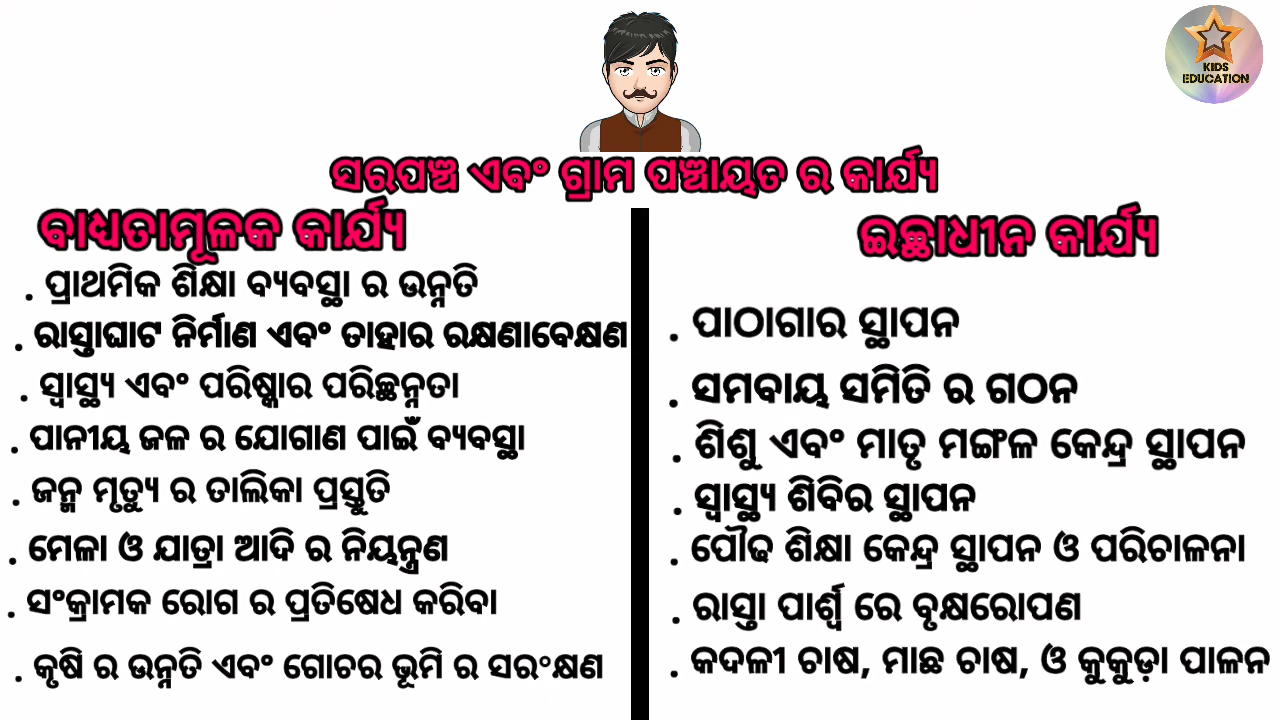 KIDS
EDUCATION
ସରପଞ୍ଚ ଏବଂ ଗ୍ରାମ ପଞ୍ଚାୟତ ର କାର୍ଯ୍ୟ
ବାଧ୍ୟତାମୂଳକ କାର୍ଯ୍ୟ
. ପ୍ରାଥମିକ ଶିକ୍ଷା ବ୍ୟବସ୍ଥା ର ଉନ୍ନତି
. ରାସ୍ତାଘାଟ ନିର୍ମାଣ ଏବଂ ତାହାର ରକ୍ଷଣାବେକ୍ଷଣ
. ସ୍ୱାସ୍ଥ୍ୟ ଏବଂ ପରିଷ୍କାର ପରିଚ୍ଛନ୍ନତା
. ପାନୀୟ ଜଳ ର ଯୋଗାଣ ପାଇଁ ବ୍ୟବସ୍ଥା
. ଜନ୍ମ ମୃତ୍ୟୁ ର ତାଲିକା ପ୍ରସ୍ତୁତି
. ମେଳା ଓ ଯାତ୍ରା ଆଦି ର ନିୟନ୍ତ୍ରଣ
. ସଂକ୍ରାମକ ରୋଗ ର ପ୍ରତିଷେଧ କରିବା
. କୃଷି ର ଉନ୍ନତି ଏବଂ ଗୋଚର ଭୂମି ର ସରଂକ୍ଷଣ
ଇଚ୍ଛାଧୀନ କାର୍ଯ୍ୟ
. ପାଠାଗାର ସ୍ଥାପନ
. ସମବାୟ ସମିତି ର ଗଠନ
. ଶିଶୁ ଏବଂ ମାତୃ ମଙ୍ଗଳ କେନ୍ଦ୍ର ସ୍ଥାପନ
. ସ୍ୱାସ୍ଥ୍ୟ ଶିବିର ସ୍ଥାପନ
. ପୌଢ ଶିକ୍ଷା କେନ୍ଦ୍ର ସ୍ଥାପନ ଓ ପରିଚାଳନା
. ରାସ୍ତା ପାର୍ଶ୍ୱ ରେ ବୃକ୍ଷରୋପଣ
. କଦଳୀ ଚାଷ, ମାଛ ଚାଷ, ଓ କୁକୁଡ଼ା ପାଳନ